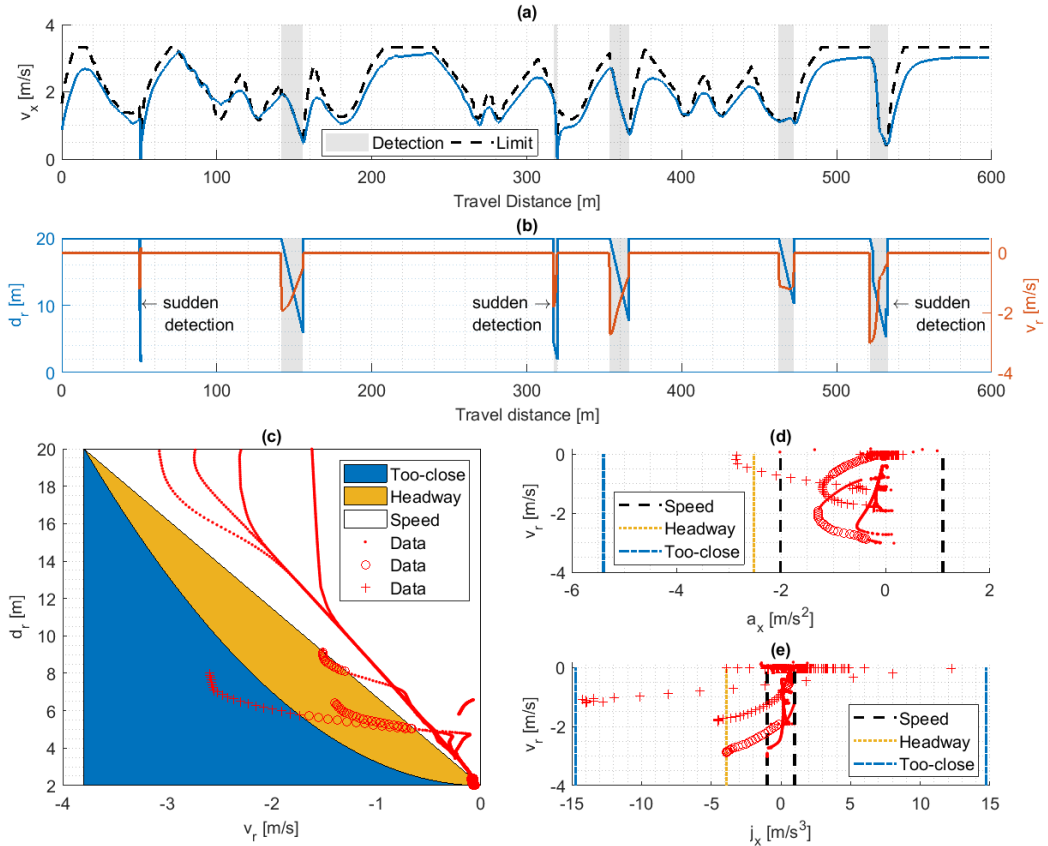 (a)
4
2
0
v_x [m/s]
Detection
Limit
0
100
200
300
400
500
600
Travel Distance [m]
(b)
20
10
0
d_r [m]
0
-2
-4
v_r [m/s]
← sudden
detection
sudden ←
detection
← sudden
detection
0
100
200
300
400
500
600
Travel distance [m]
(c)
20
18
16
14
12
10
8
6
4
2
d_r [m]
Too-close
Headway
Speed
Data
Data
Data
-4
-3
-2
-1
0
v_r [m/s]
(d)
0
-2
-4
v_r [m/s]
Speed
Headway
Too-close
-6
-4
-2
0
2
a_x [m/s²]
(e)
0
-2
-4
v_r [m/s]
Speed
Headway
Too-close
-15
-10
-5
0
5
10
15
j_x [m/s³]